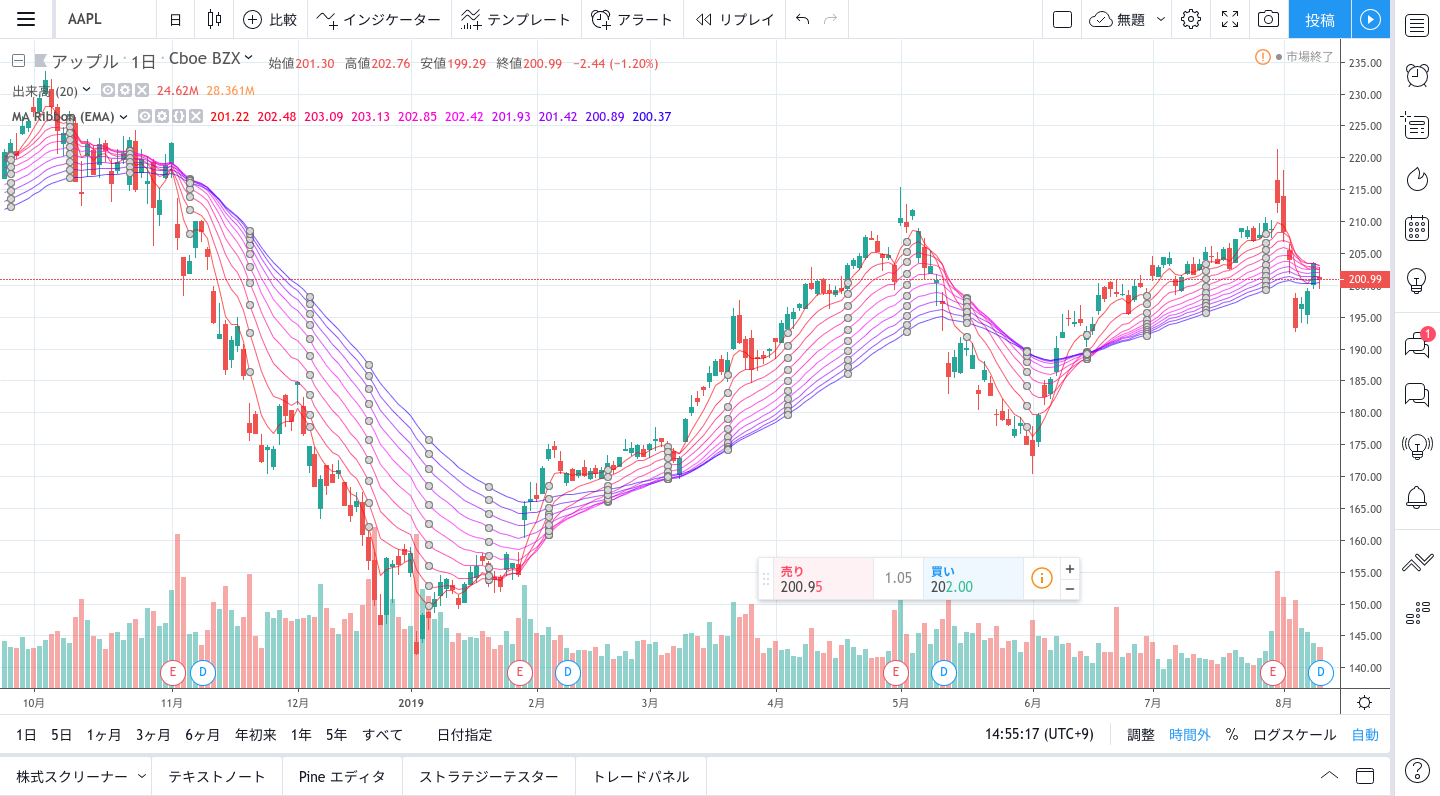 AAPL 日 比較 インジケーター テンプレート アラート リプレイ 無題 投稿
アップル · 1日 · Cboe BZX 始値201.30 高値202.76 安値199.29 終値200.99 −2.44 (−1.20%) 市場終了
出来高 (20) 24.62M 28.361M
MA Ribbon (EMA) 201.22 202.48 203.09 203.13 202.85 202.42 201.93 201.42 200.89 200.37
235.00
230.00
225.00
220.00
215.00
210.00
205.00
200.99
200.00
195.00
190.00
185.00
180.00
175.00
170.00
165.00
160.00
155.00
150.00
145.00
140.00
1
売り 1.05 買い
200.95 202.00
E D E D E D E D
10月 11月 12月 2019 2月 3月 4月 5月 6月 7月 8月
1日 5日 1ヶ月 3ヶ月 6ヶ月 年初来 1年 5年 すべて 日付指定 14:55:17 (UTC+9) 調整 時間外 % ログスケール 自動
株式スクリーナー テキストノート Pine エディタ ストラテジーテスター トレードパネル